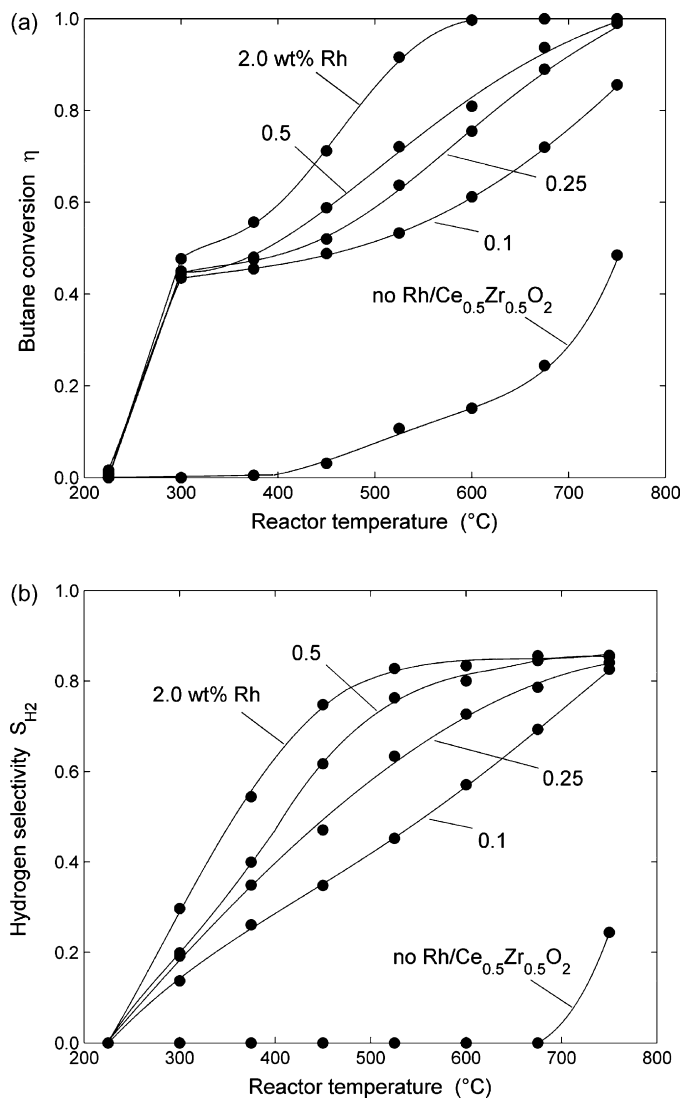 (a)
1.0
2.0 wt% Rh
0.8
0.5
0.6
0.25
0.1
0.4
no Rh/Ce0.5Zr0.5O2
0.2
0.0
Butane conversion η
200 300 400 500 600 700 800
Reactor temperature (°C)
(b)
1.0
0.5
0.8
2.0 wt% Rh
0.6
0.25
0.1
0.4
0.2
no Rh/Ce0.5Zr0.5O2
0.0
Hydrogen selectivity SH2
200 300 400 500 600 700 800
Reactor temperature (°C)